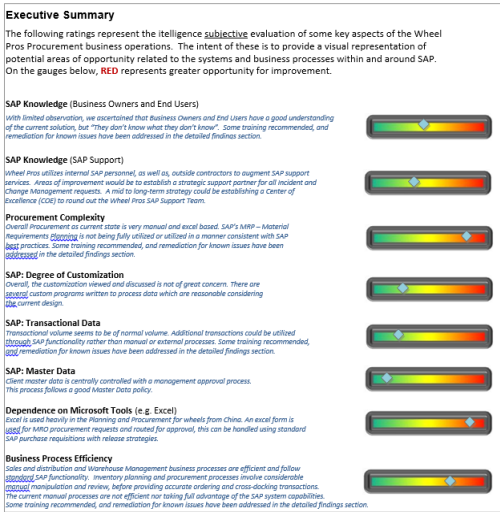 Executive Summary
The following ratings represent the itelligence subjective evaluation of some key aspects of the Wheel
Pros Procurement business operations. The intent of these is to provide a visual representation of
potential areas of opportunity related to the systems and business processes within and around SAP.
On the gauges below, RED represents greater opportunity for improvement.
SAP Knowledge (Business Owners and End Users)
With limited observation, we ascertained that Business Owners and End Users have a good understanding
of the current solution, but "They don't know what they don't know". Some training recommended, and
remediation for known issues have been addressed in the detailed findings section.
SAP Knowledge (SAP Support)
Wheel Pros utilizes internal SAP personnel, as well as, outside contractors to augment SAP support
services. Areas of improvement would be to establish a strategic support partner for all incident and
Change Management requests. A mid to long-term strategy could be establishing a Center of
Excellence (COE) to round out the Wheel Pros SAP Support Team.
Procurement Complexity
Overall Procurement as current state is very manual and excel based. SAP's MRP – Material
Requirements Planning is not being fully utilized or utilized in a manner consistent with SAP
best practices. Some training recommended, and remediation for known issues have been
addressed in the detailed findings section.
SAP: Degree of Customization
Overall, the customization viewed and discussed is not of great concern. There are
several custom programs written to process data which are reasonable considering
the current design.
SAP: Transactional Data
Transactional volume seems to be of normal volume. Additional transactions could be utilized
through SAP functionality rather than manual or external processes. Some training recommended,
and remediation for known issues have been addressed in the detailed findings section.
SAP: Master Data
Client master data is centrally controlled with a management approval process.
This process follows a good Master Data policy.
Dependence on Microsoft Tools (e.g. Excel)
Excel is used heavily in the Planning and Procurement for wheels from China. An excel form is
used for MRO procurement requests and routed for approval, this can be handled using standard
SAP purchase requisitions with release strategies.
Business Process Efficiency
Sales and distribution and Warehouse Management business processes are efficient and follow
standard SAP functionality. Inventory planning and procurement processes involve considerable
manual manipulation and review, before providing accurate ordering and cross-docking transactions.
The current manual processes are not efficient nor taking full advantage of the SAP system capabilities.
Some training recommended, and remediation for known issues have been addressed in the detailed findings section.